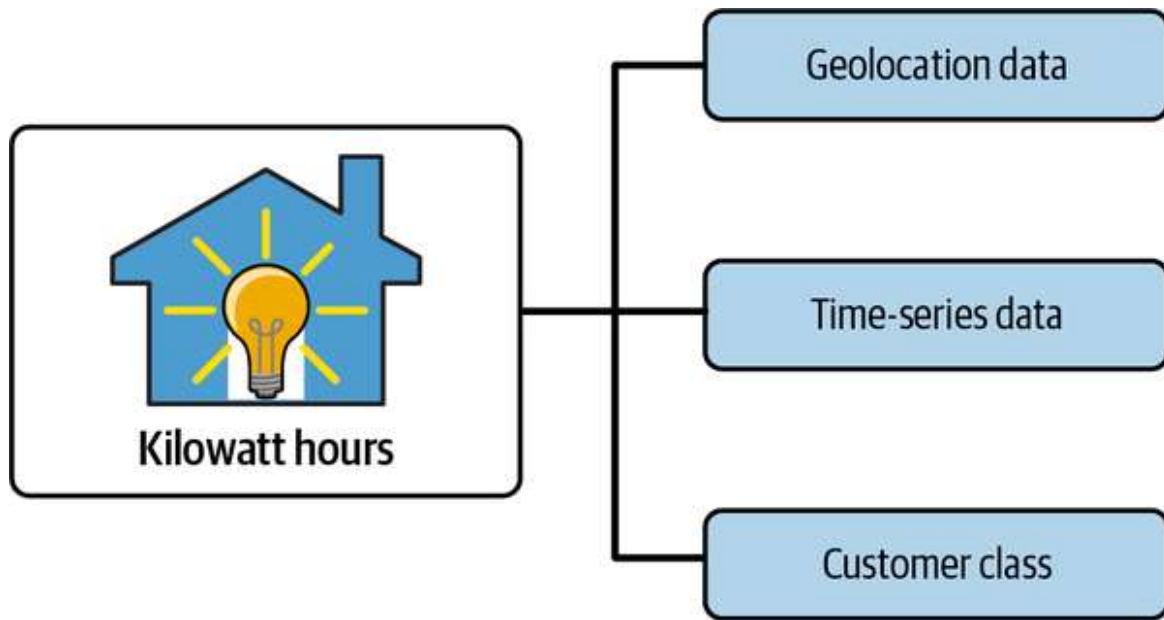 Geolocation data
Kilowatt hours
Time-series data
Customer class